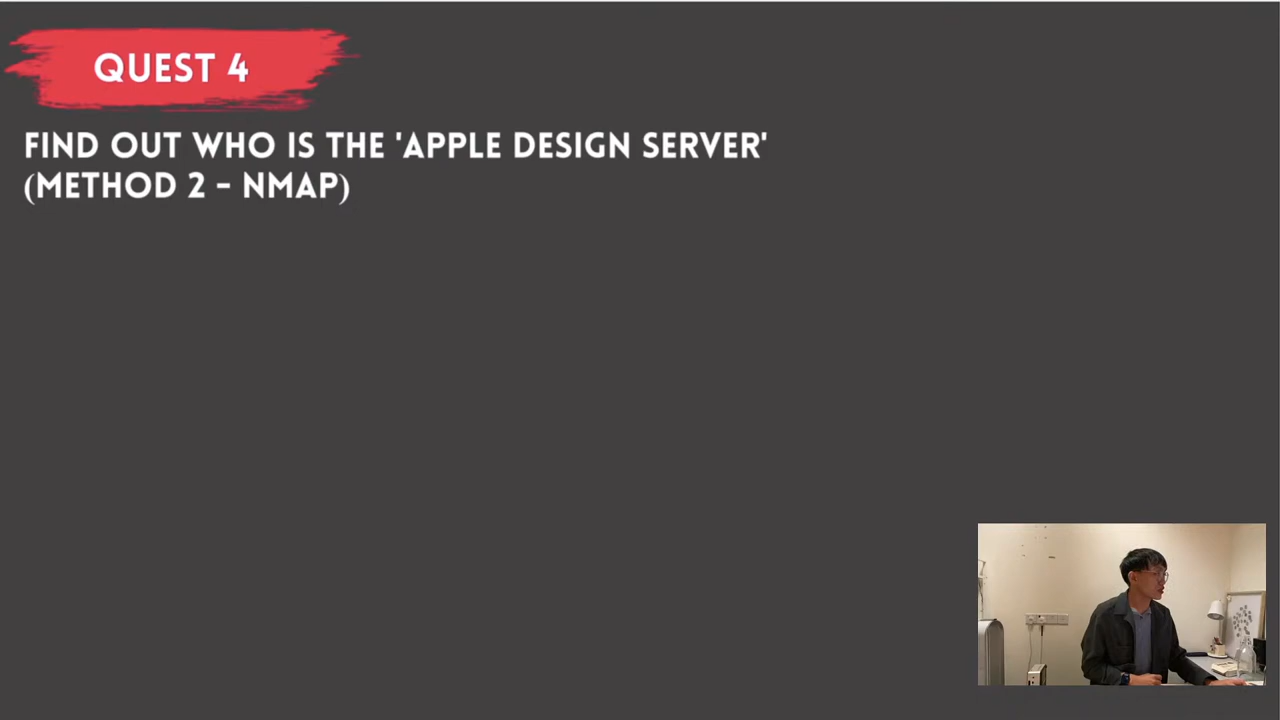 QUEST 4
FIND OUT WHO IS THE 'APPLE DESIGN SERVER'
(METHOD 2 - NMAP)